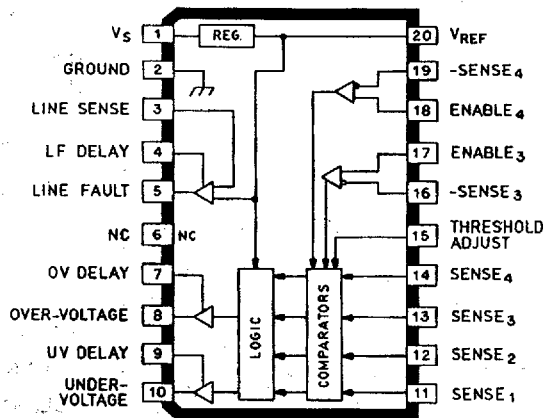 VS 1 REG. 20 VREF
GROUND 2 19 -SENSE4
LINE SENSE 3 18 ENABLE4
LF DELAY 4 17 ENABLE3
LINE FAULT 5 16 -SENSE3
NC 6 NC 15 THRESHOLD
ADJUST
OV DELAY 7 14 SENSE4
OVER-VOLTAGE 8 13 SENSE3
UV DELAY 9 12 SENSE2
UNDER-
VOLTAGE 10 11 SENSE1
LOGIC
COMPARATORS